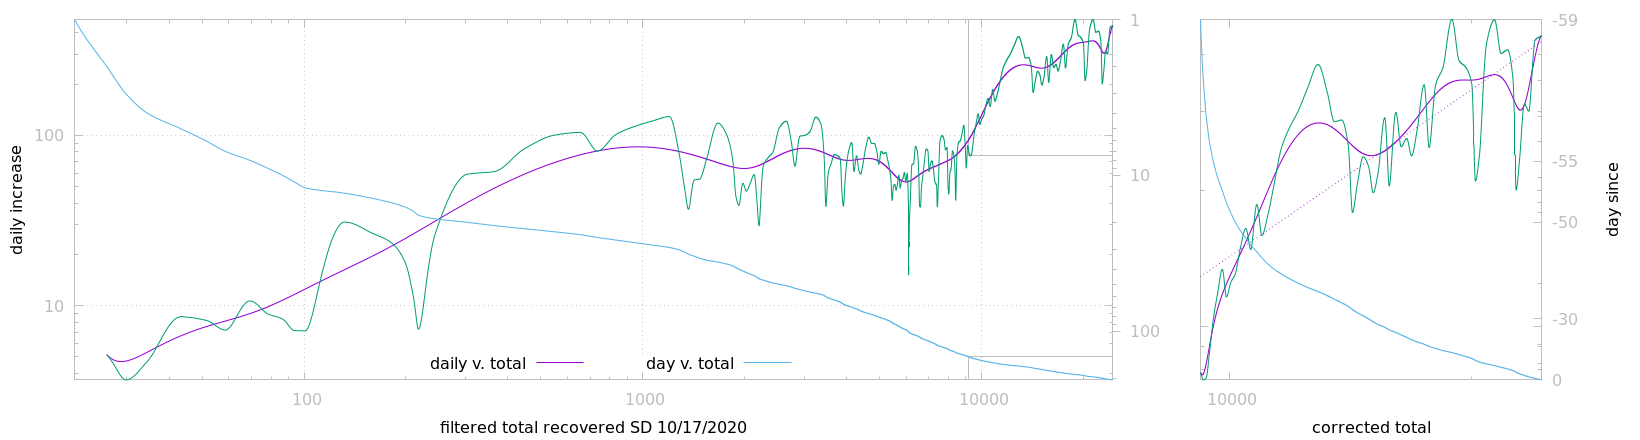 1
-59
daily increase
100
10
-55
-50
day since
10
100
-30
daily v. total
day v. total
0
100
1000
10000
10000
filtered total recovered SD 10/17/2020
corrected total